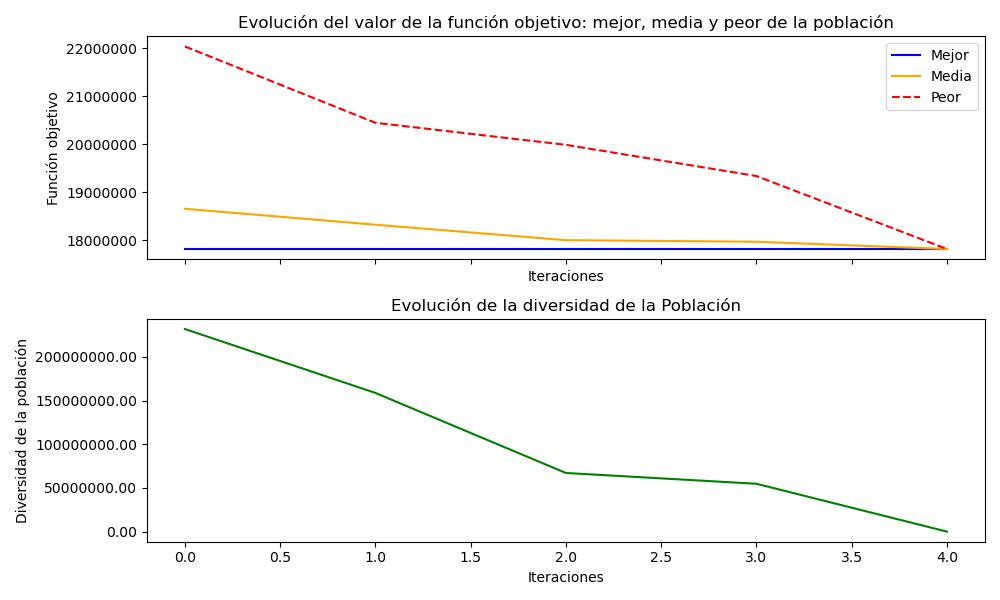 Evolución del valor de la función objetivo: mejor, media y peor de la población
22000000
21000000
20000000
19000000
18000000
Función objetivo
Mejor
Media
Peor
Iteraciones
Evolución de la diversidad de la Población
200000000.00
150000000.00
100000000.00
50000000.00
0.00
Diversidad de la población
0.0 0.5 1.0 1.5 2.0 2.5 3.0 3.5 4.0
Iteraciones